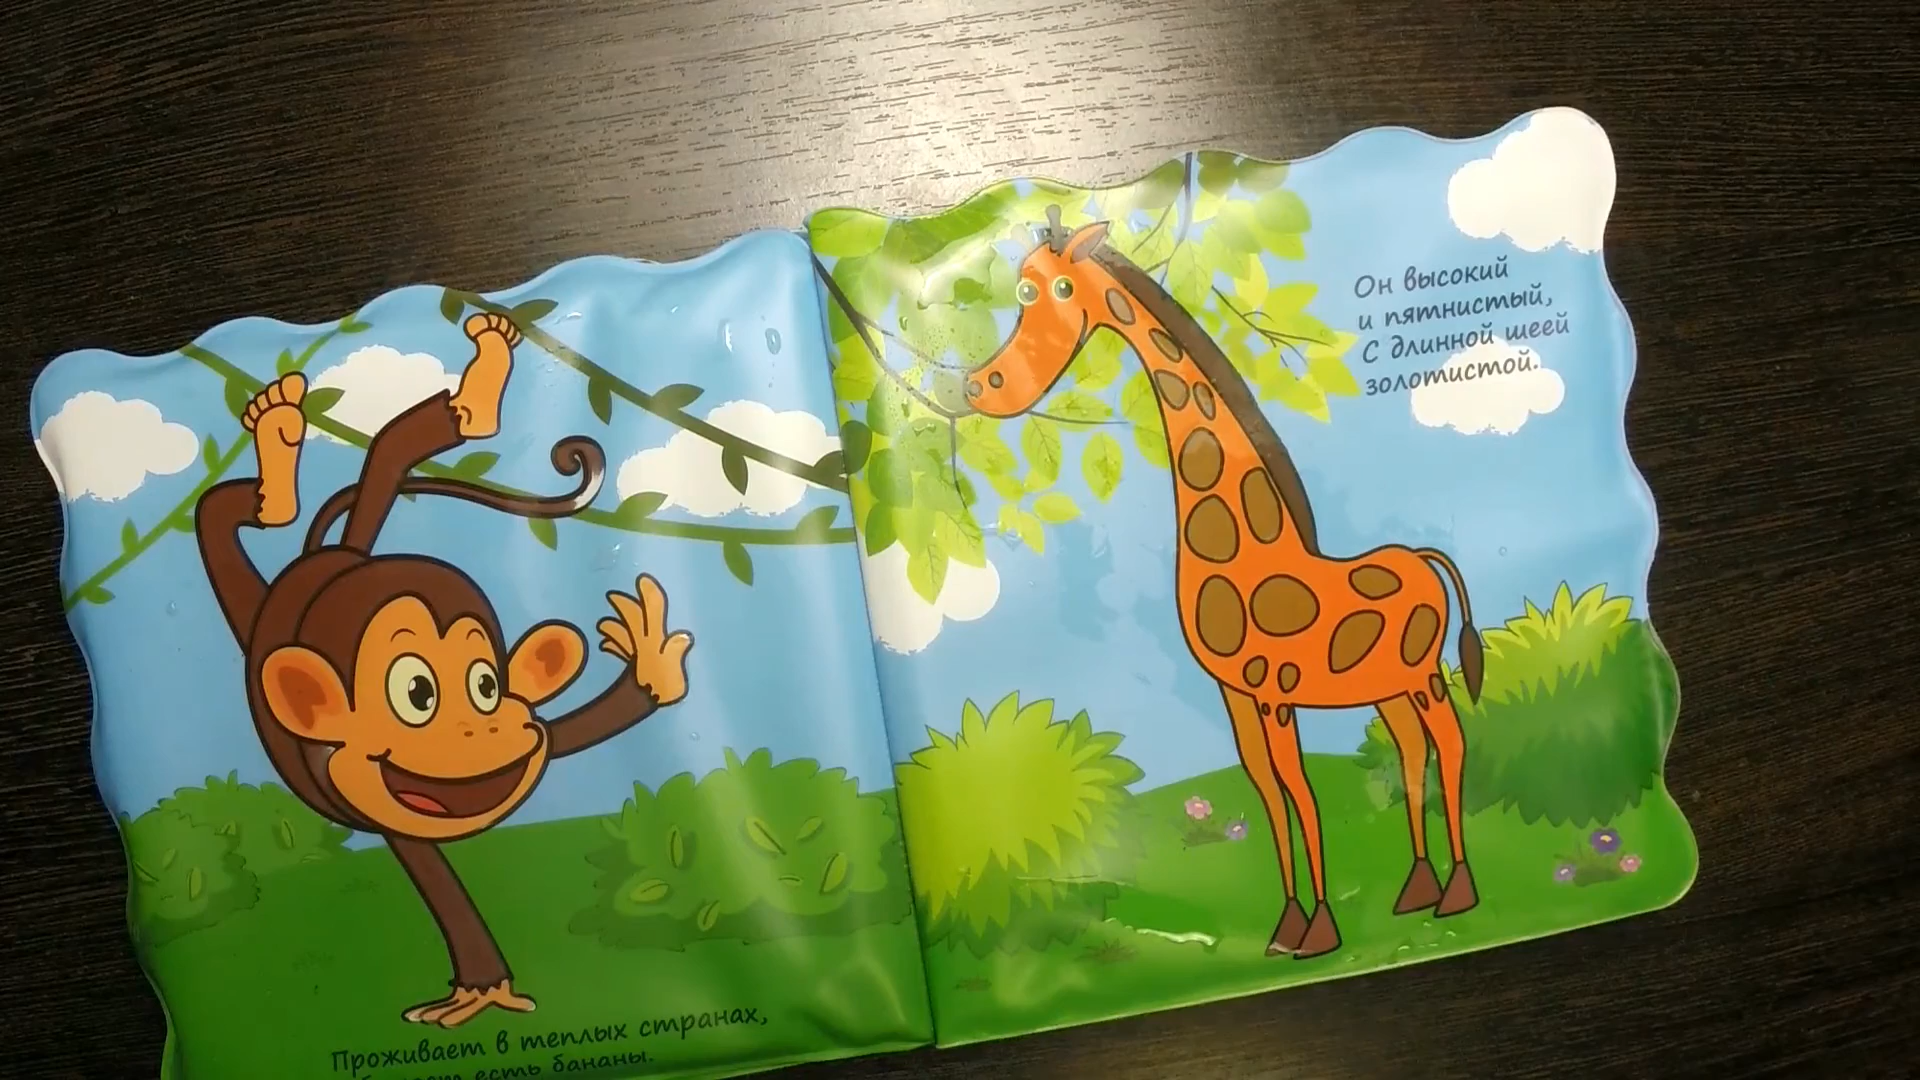 Проживает в теплых странах,
есть бананы.
Он высокий
и пятнистый,
С длинной шеей
золотистой.